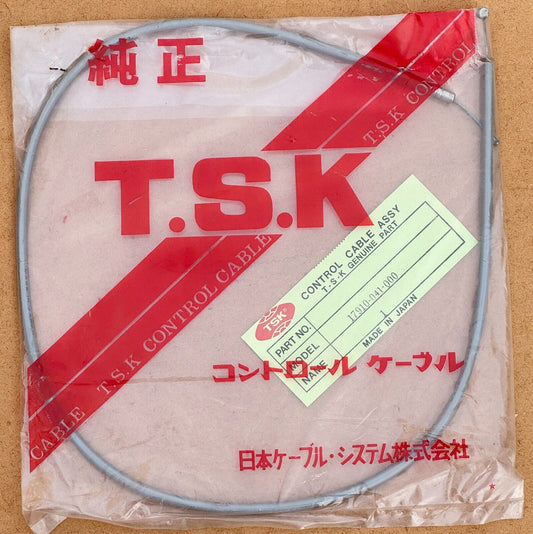 純正
T.S.K CONTROL
T.S.K
CABLE T.S.K CONTROL CABLE
CONTROL CABLE ASSY
T·S·K GENUINE PART
TSK
PART NO. 17910-041-000
MODEL
NAME 1
MADE IN JAPAN
コントロール ケーブル
日本ケーブル・システム株式会社